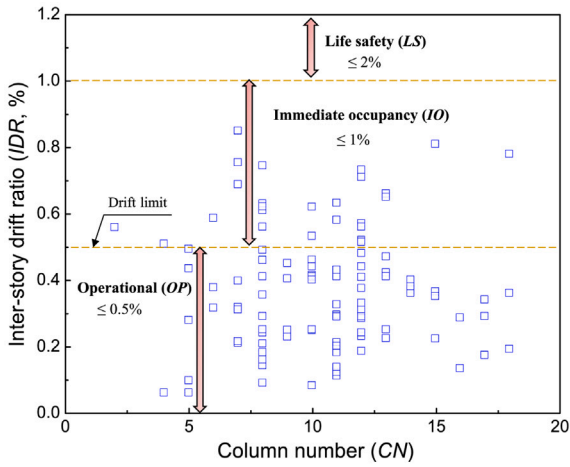 1.2
1.0
0.8
0.6
0.4
0.2
0.0
Inter-story drift ratio (IDR, %)
Life safety (LS)
≤ 2%
Immediate occupancy (IO)
≤ 1%
Drift limit
Operational (OP)
≤ 0.5%
0 5 10 15 20
Column number (CN)